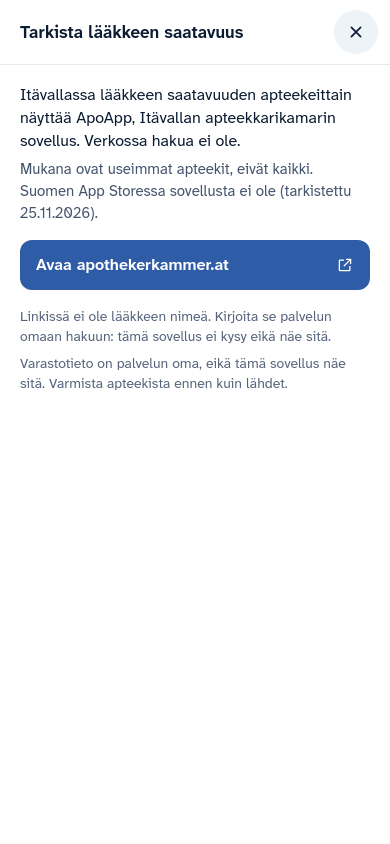 Tarkista lääkkeen saatavuus
Itävallassa lääkkeen saatavuuden apteekeittain
näyttää ApoApp, Itävallan apteekkarikamarin
sovellus. Verkossa hakua ei ole.
Mukana ovat useimmat apteekit, eivät kaikki.
Suomen App Storessa sovellusta ei ole (tarkistettu
25.11.2026).
Avaa apothekerkammer.at
Linkissä ei ole lääkkeen nimeä. Kirjoita se palvelun
omaan hakuun: tämä sovellus ei kysy eikä näe sitä.
Varastotieto on palvelun oma, eikä tämä sovellus näe
sitä. Varmista apteekista ennen kuin lähdet.